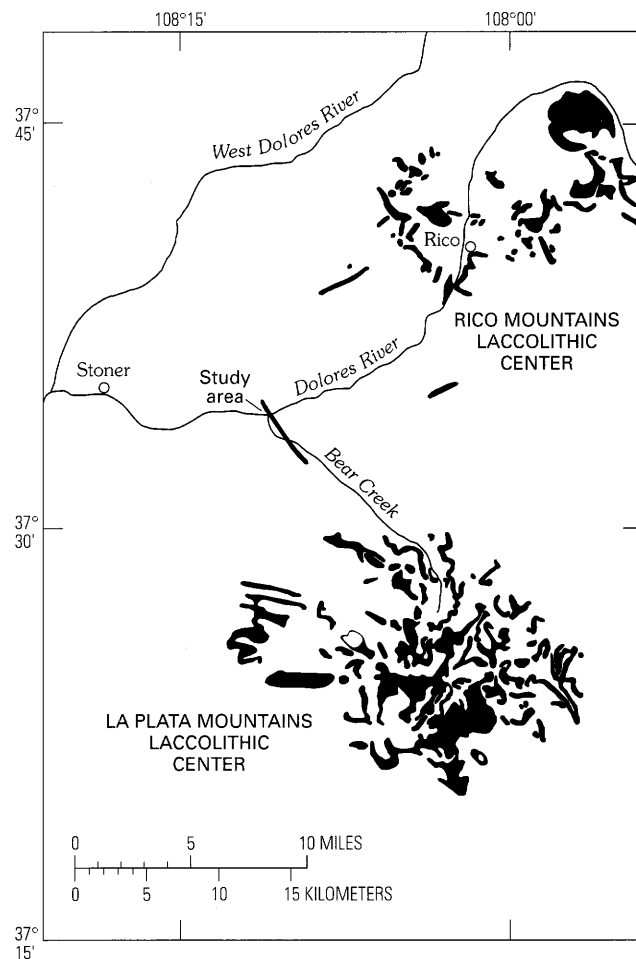 108°15'
108°00'
37°
45'
West Dolores River
Rico
RICO MOUNTAINS
LACCOLITHIC
CENTER
Dolores River
Stoner
Study
area
Bear Creek
37°
30'
LA PLATA MOUNTAINS
LACCOLITHIC
CENTER
0 5 10 MILES
0 5 10 15 KILOMETERS
37°
15'